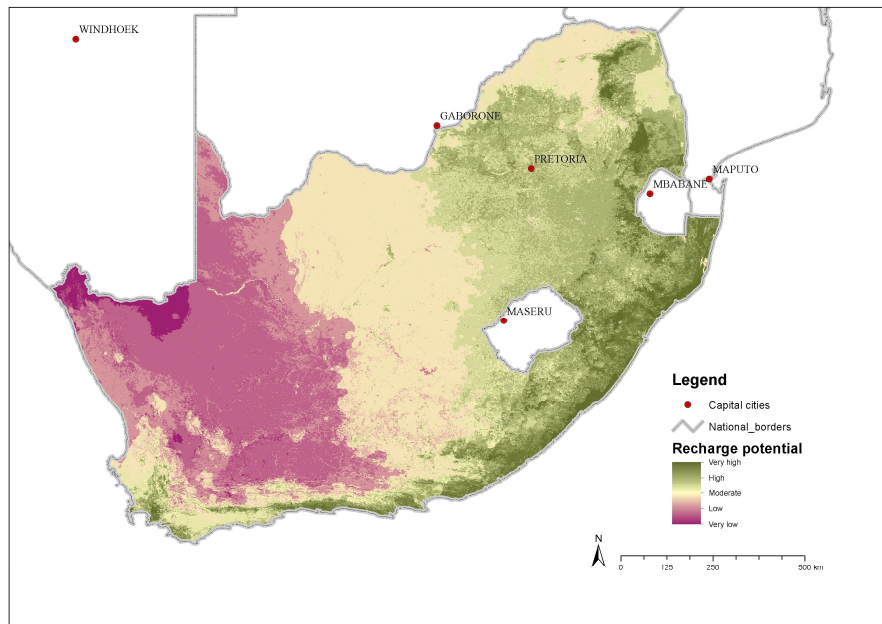 WINDHOEK
GABORONE
PRETORIA
MAPUTO
MBABANE
MASERU
Legend
Capital cities
National_borders
Recharge potential
Very high
High
Moderate
Low
Very low
N
0 125 250 500 km